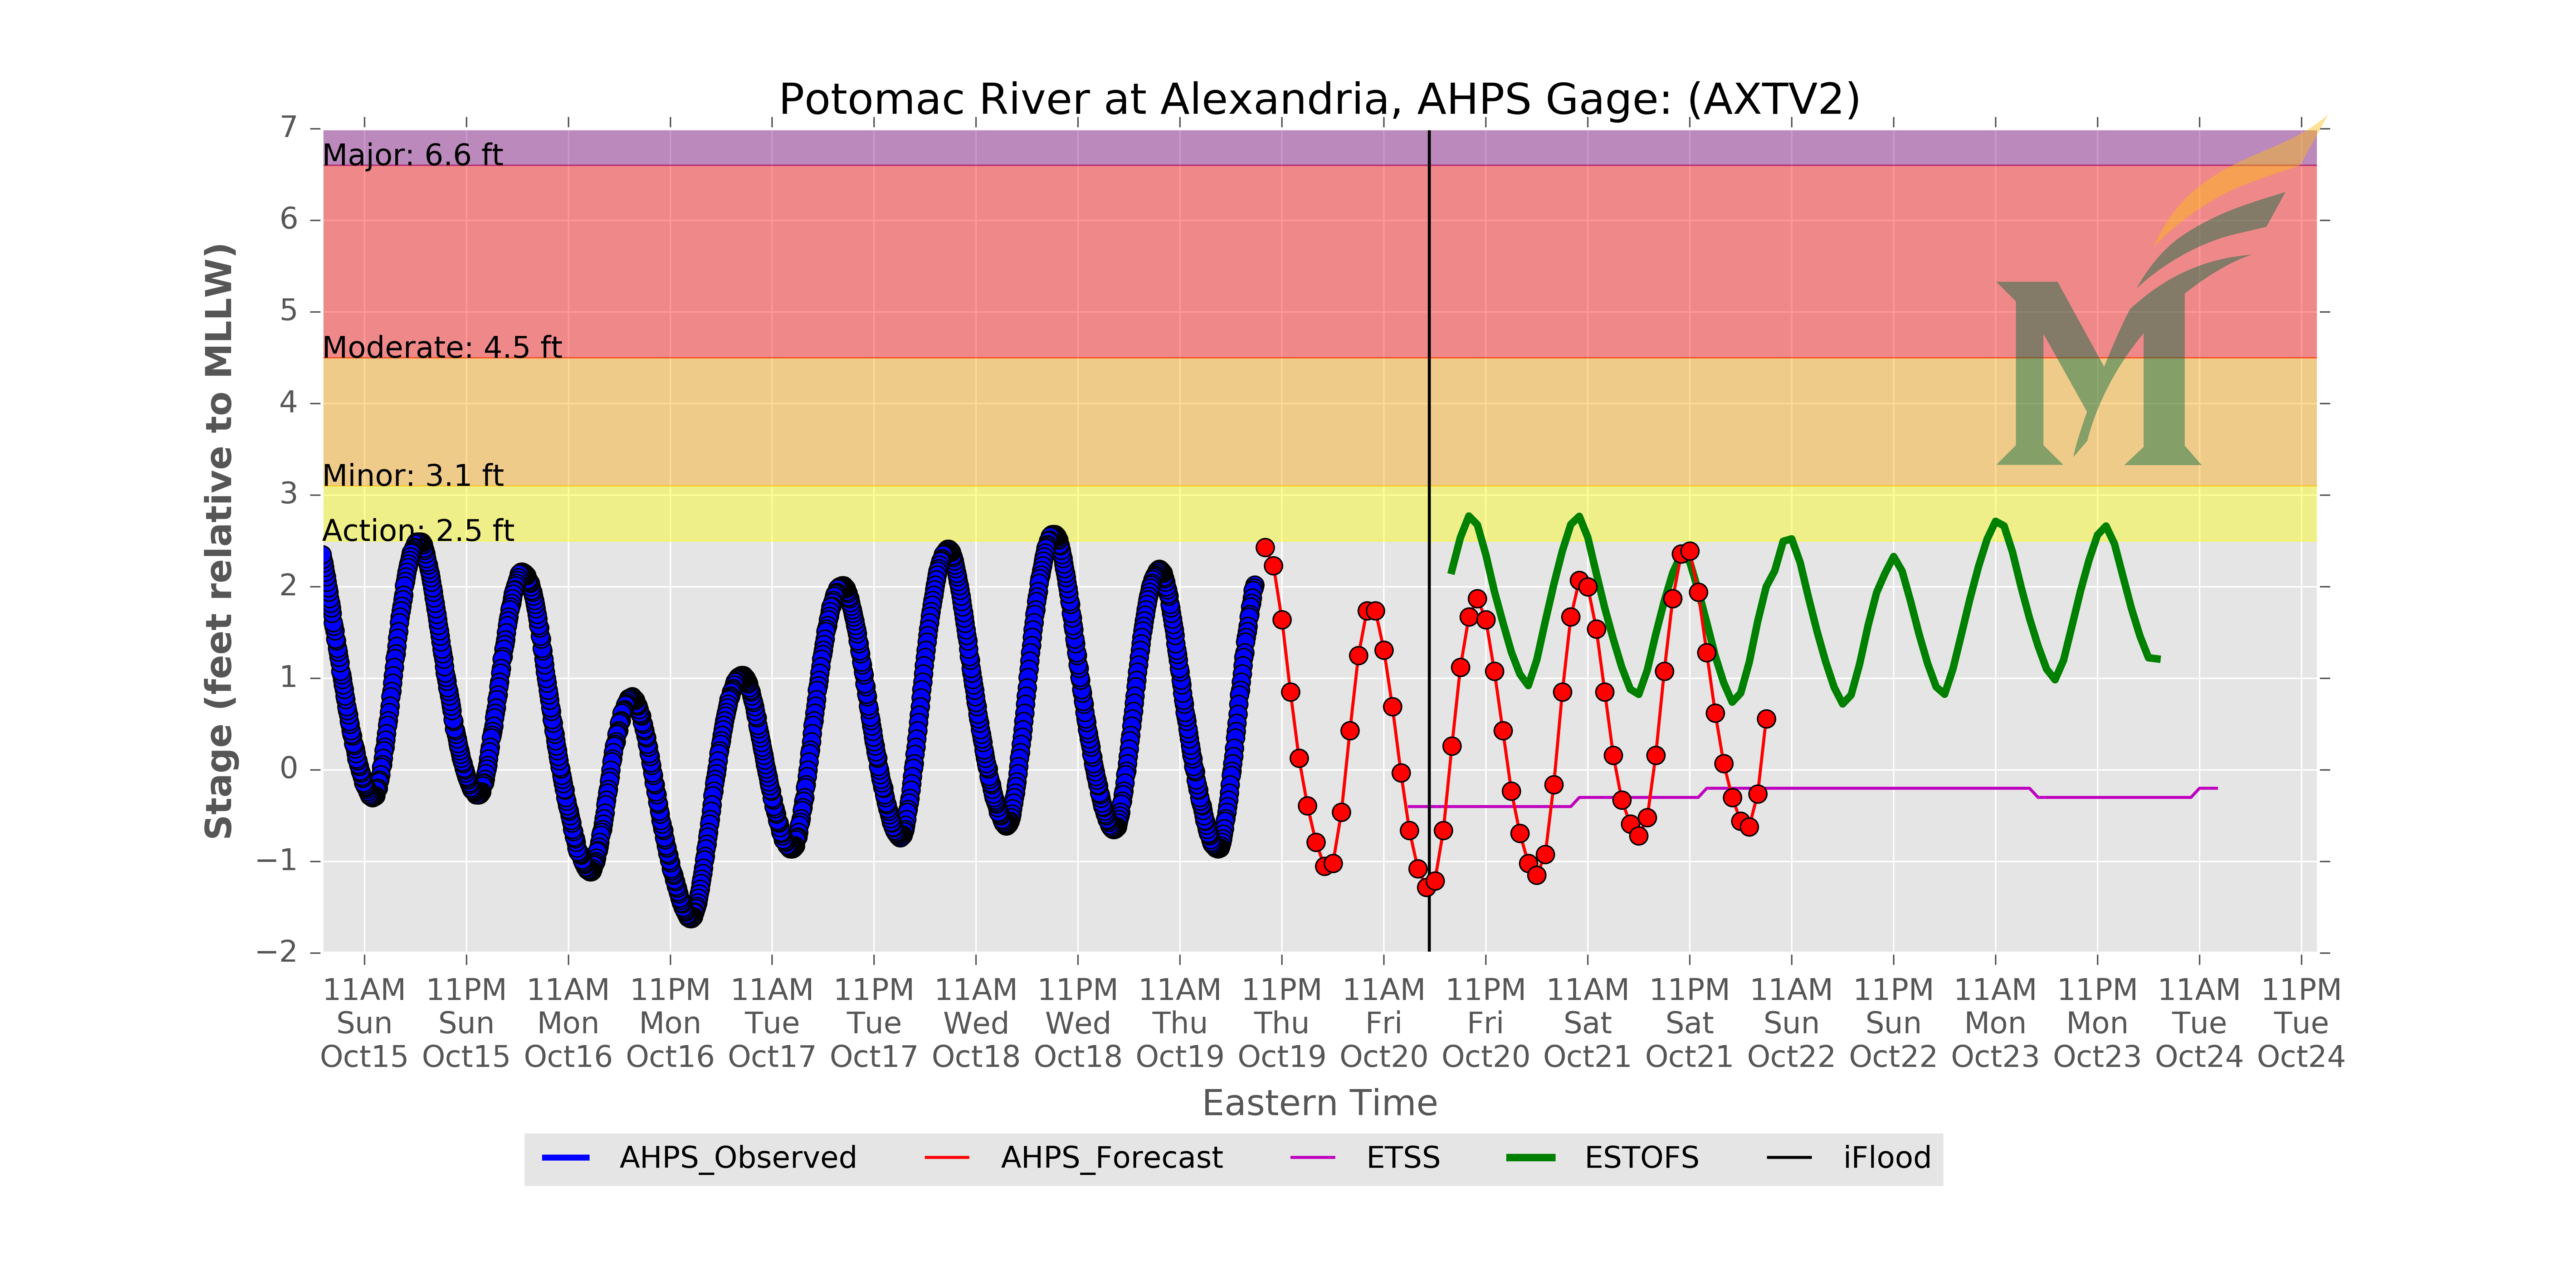 Potomac River at Alexandria, AHPS Gage: (AXTV2)
Stage (feet relative to MLLW)
7
6
5
4
3
2
1
0
−1
−2
Major: 6.6 ft
Moderate: 4.5 ft
Minor: 3.1 ft
Action: 2.5 ft
11AM 11PM 11AM 11PM 11AM 11PM 11AM 11PM 11AM 11PM 11AM 11PM 11AM 11PM 11AM 11PM 11AM 11PM 11AM 11PM
Sun Sun Mon Mon Tue Tue Wed Wed Thu Thu Fri Fri Sat Sat Sun Sun Mon Mon Tue Tue
Oct15 Oct15 Oct16 Oct16 Oct17 Oct17 Oct18 Oct18 Oct19 Oct19 Oct20 Oct20 Oct21 Oct21 Oct22 Oct22 Oct23 Oct23 Oct24 Oct24
Eastern Time
AHPS_Observed AHPS_Forecast ETSS ESTOFS iFlood